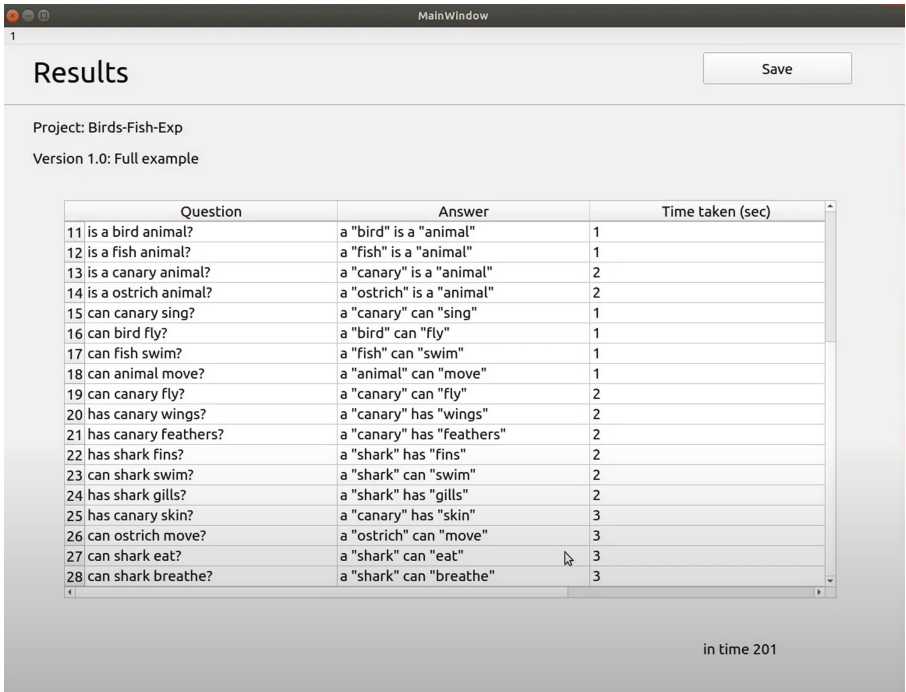 MainWindow
1
Results
Save
Project: Birds-Fish-Exp
Version 1.0: Full example
Question Answer Time taken (sec)
11 is a bird animal? a "bird" is a "animal" 1
12 is a fish animal? a "fish" is a "animal" 1
13 is a canary animal? a "canary" is a "animal" 2
14 is a ostrich animal? a "ostrich" is a "animal" 2
15 can canary sing? a "canary" can "sing" 1
16 can bird fly? a "bird" can "fly" 1
17 can fish swim? a "fish" can "swim" 1
18 can animal move? a "animal" can "move" 1
19 can canary fly? a "canary" can "fly" 2
20 has canary wings? a "canary" has "wings" 2
21 has canary feathers? a "canary" has "feathers" 2
22 has shark fins? a "shark" has "fins" 2
23 can shark swim? a "shark" can "swim" 2
24 has shark gills? a "shark" has "gills" 2
25 has canary skin? a "canary" has "skin" 3
26 can ostrich move? a "ostrich" can "move" 3
27 can shark eat? a "shark" can "eat" 3
28 can shark breathe? a "shark" can "breathe" 3
in time 201